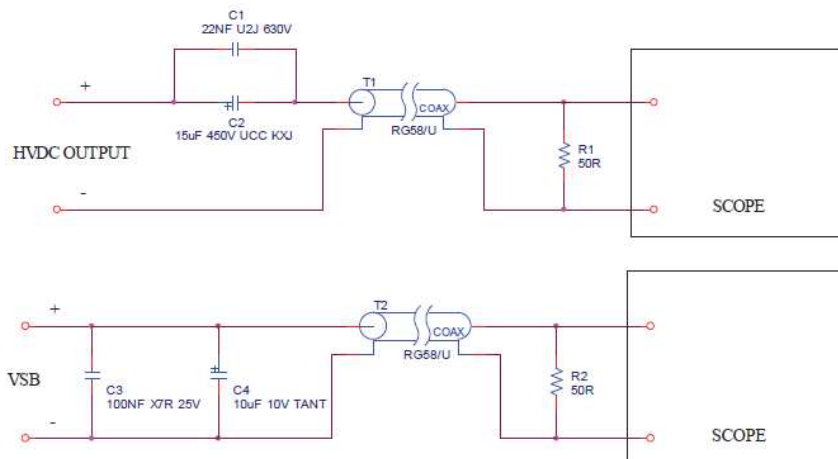 C1
22NF U2J 630V
+
T1
+
COAX
C2
15uF 450V UCC KXJ
RG58/U
HVDC OUTPUT
R1
50R
-
SCOPE
+
T2
COAX
RG58/U
+
VSB
C3
100NF X7R 25V
C4
10uF 10V TANT
R2
50R
-
SCOPE